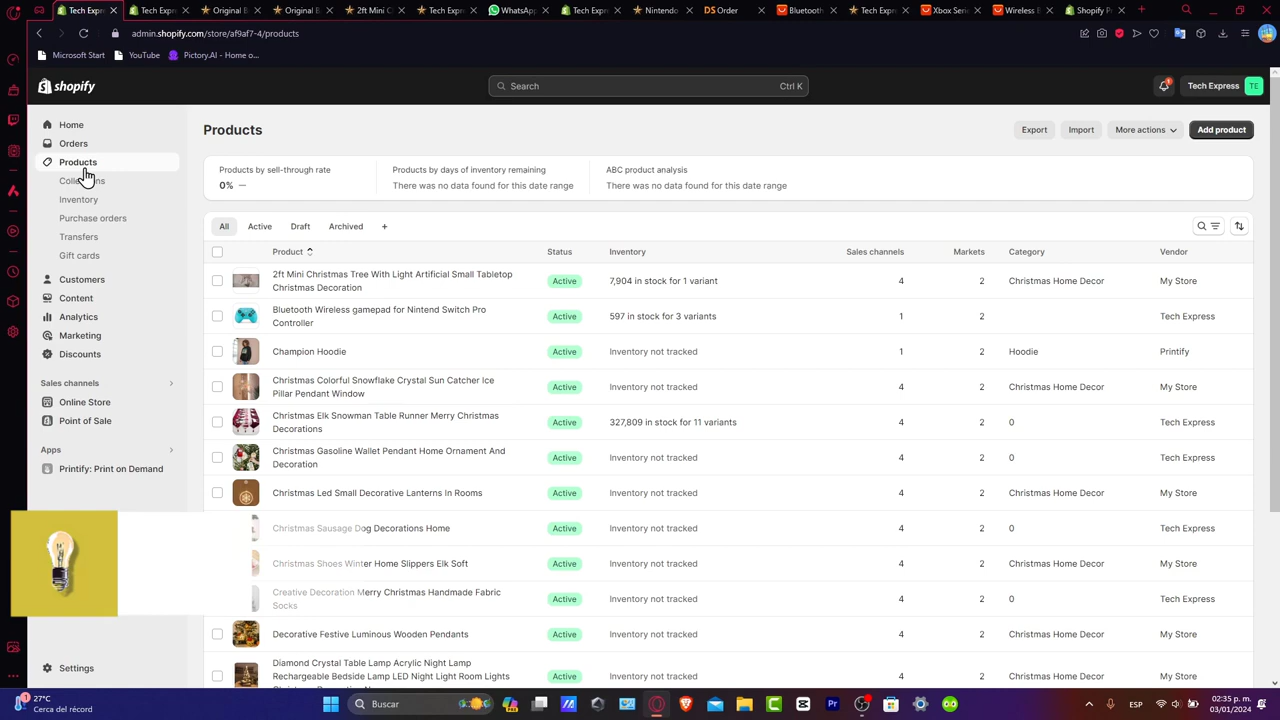 Tech Expre
Tech Expre
Original B
Original B
2ft Mini C
Tech Expre
WhatsApp
Tech Expre
Nintendo
DS Order
Bluetooth
Tech Expre
Xbox Serie
Wireless B
Shopify Pr
admin.shopify.com/store/af9af7-4/products
Microsoft Start
YouTube
Pictory.AI - Home o...
shopify
Search
Ctrl K
Tech Express
TE
Home
Orders
Products
Collections
Inventory
Purchase orders
Transfers
Gift cards
Customers
Content
Analytics
Marketing
Discounts
Sales channels
Online Store
Point of Sale
Apps
Printify: Print on Demand
Settings
Products
Export
Import
More actions
Add product
Products by sell-through rate
0% —
Products by days of inventory remaining
There was no data found for this date range
ABC product analysis
There was no data found for this date range
All
Active
Draft
Archived
+
Product
Status
Inventory
Sales channels
Markets
Category
Vendor
2ft Mini Christmas Tree With Light Artificial Small Tabletop
Christmas Decoration
Active
7,904 in stock for 1 variant
4
2
Christmas Home Decor
My Store
Bluetooth Wireless gamepad for Nintend Switch Pro
Controller
Active
597 in stock for 3 variants
1
2
Tech Express
Champion Hoodie
Active
Inventory not tracked
1
2
Hoodie
Printify
Christmas Colorful Snowflake Crystal Sun Catcher Ice
Pillar Pendant Window
Active
Inventory not tracked
4
2
Christmas Home Decor
My Store
Christmas Elk Snowman Table Runner Merry Christmas
Decorations
Active
327,809 in stock for 11 variants
4
2
0
Tech Express
Christmas Gasoline Wallet Pendant Home Ornament And
Decoration
Active
Inventory not tracked
4
2
0
Tech Express
Christmas Led Small Decorative Lanterns In Rooms
Active
Inventory not tracked
4
2
Christmas Home Decor
My Store
Christmas Sausage Dog Decorations Home
Active
Inventory not tracked
4
2
0
Tech Express
Christmas Shoes Winter Home Slippers Elk Soft
Active
Inventory not tracked
4
2
Christmas Home Decor
My Store
Creative Decoration Merry Christmas Handmade Fabric
Socks
Active
Inventory not tracked
4
2
0
Tech Express
Decorative Festive Luminous Wooden Pendants
Active
Inventory not tracked
4
2
Christmas Home Decor
My Store
Diamond Crystal Table Lamp Acrylic Night Lamp
Rechargeable Bedside Lamp LED Night Light Room Lights
Active
Inventory not tracked
4
2
Christmas Home Decor
My Store
27°C
Cerca del récord
Buscar
ESP
02:35 p. m.
03/01/2024